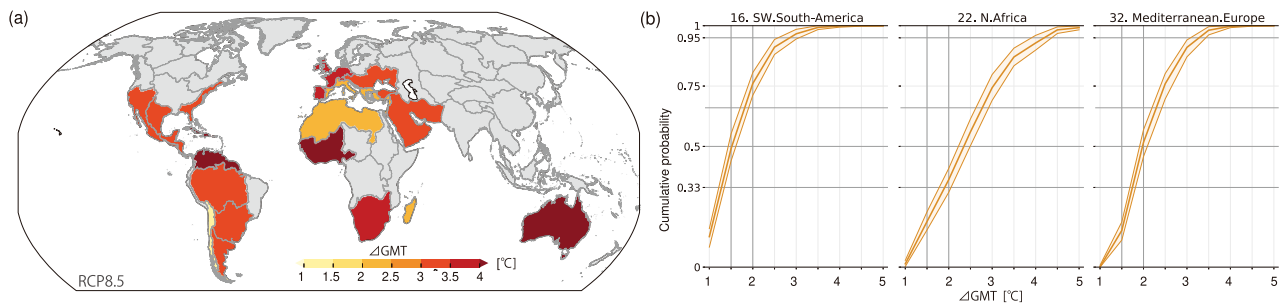 (a)
RCP8.5
⊿GMT
[℃]
1 1.5 2 2.5 3 3.5 4
(b)
16. SW.South-America 22. N.Africa 32. Mediterranean.Europe
Cumulative probability
1
0.95
0.75
0.5
0.33
0
1 2 3 4 5 1 2 3 4 5 1 2 3 4 5
⊿GMT [℃]